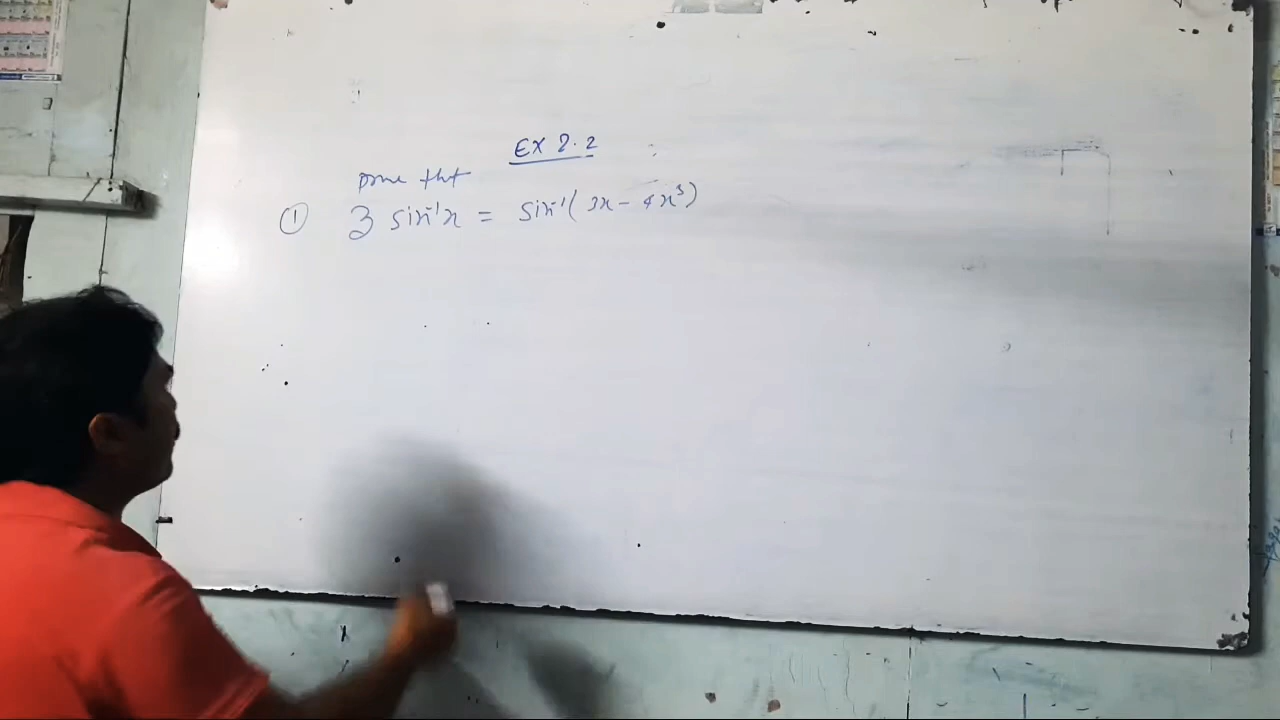 EX 2.2
prove that
① 3 sin⁻¹x = sin⁻¹(3x - 4x³)